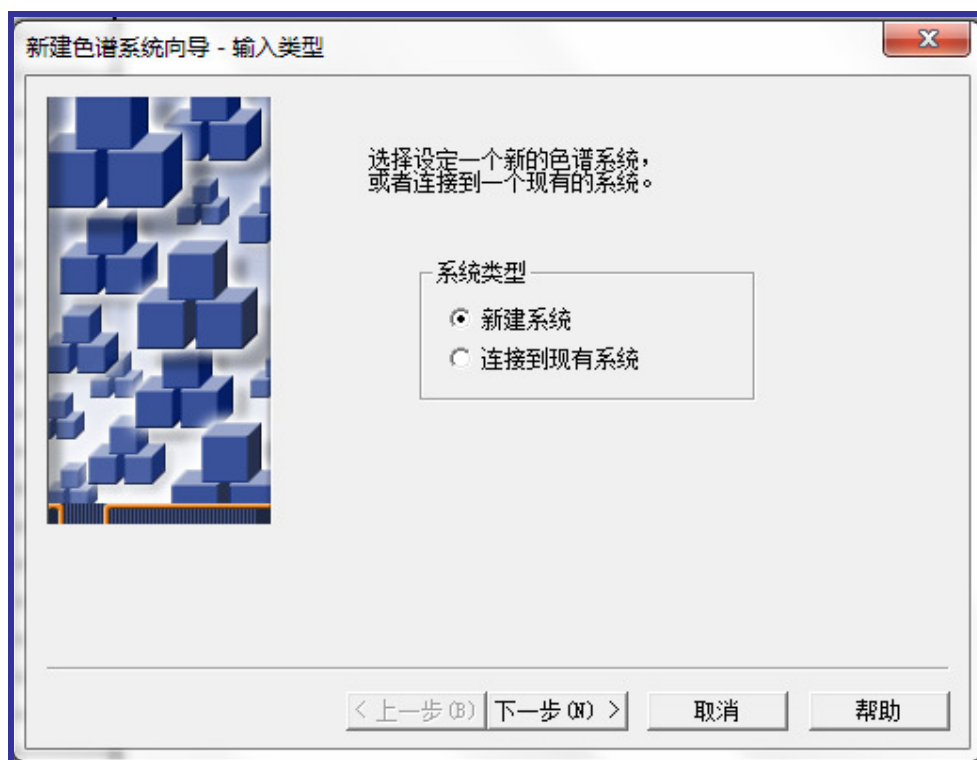 新建色谱系统向导 - 输入类型
选择设定一个新的色谱系统，
或者连接到一个现有的系统。
系统类型
新建系统
连接到现有系统
< 上一步(B) 下一步(N) > 取消 帮助